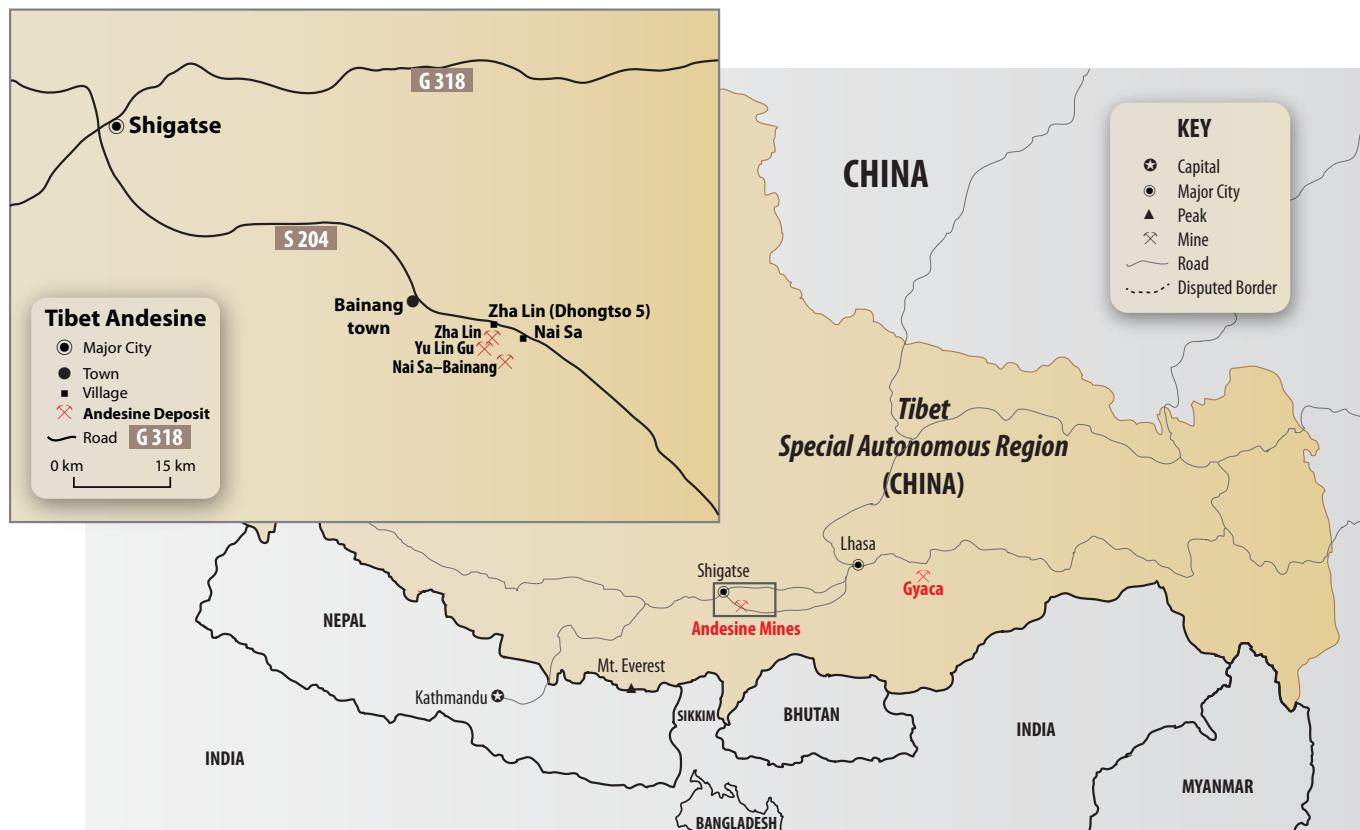 G 318
Shigatse
S 204
Bainang
town
Zha Lin (Dhongtso 5)
Zha Lin
Nai Sa
Yu Lin Gu
Nai Sa–Bainang
Tibet Andesine
Major City
Town
Village
Andesine Deposit
Road G 318
0 km 15 km
CHINA
KEY
Capital
Major City
Peak
Mine
Road
Disputed Border
Tibet
Special Autonomous Region
(CHINA)
Lhasa
Shigatse
Gyaca
Andesine Mines
NEPAL
Mt. Everest
Kathmandu
SIKKIM
BHUTAN
INDIA
INDIA
MYANMAR
BANGLADESH